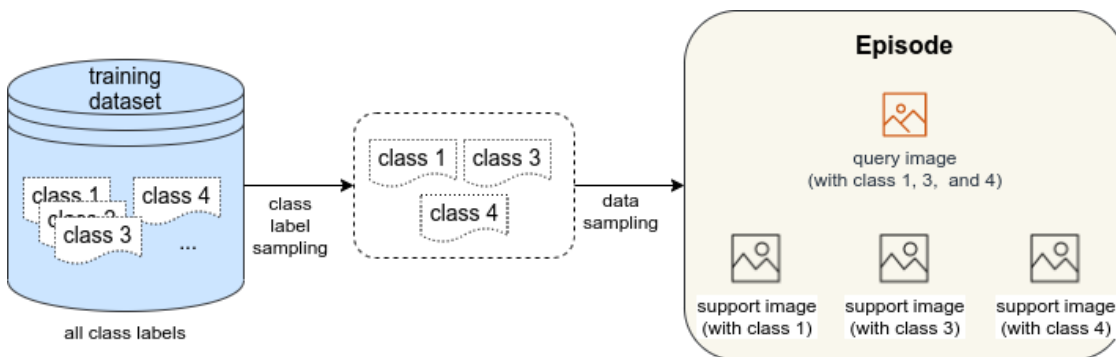 training
dataset
class 1
class 2
class 3
class 4
...
all class labels
class
label
sampling
class 1
class 3
class 4
data
sampling
Episode
query image
(with class 1, 3, and 4)
support image
(with class 1)
support image
(with class 3)
support image
(with class 4)